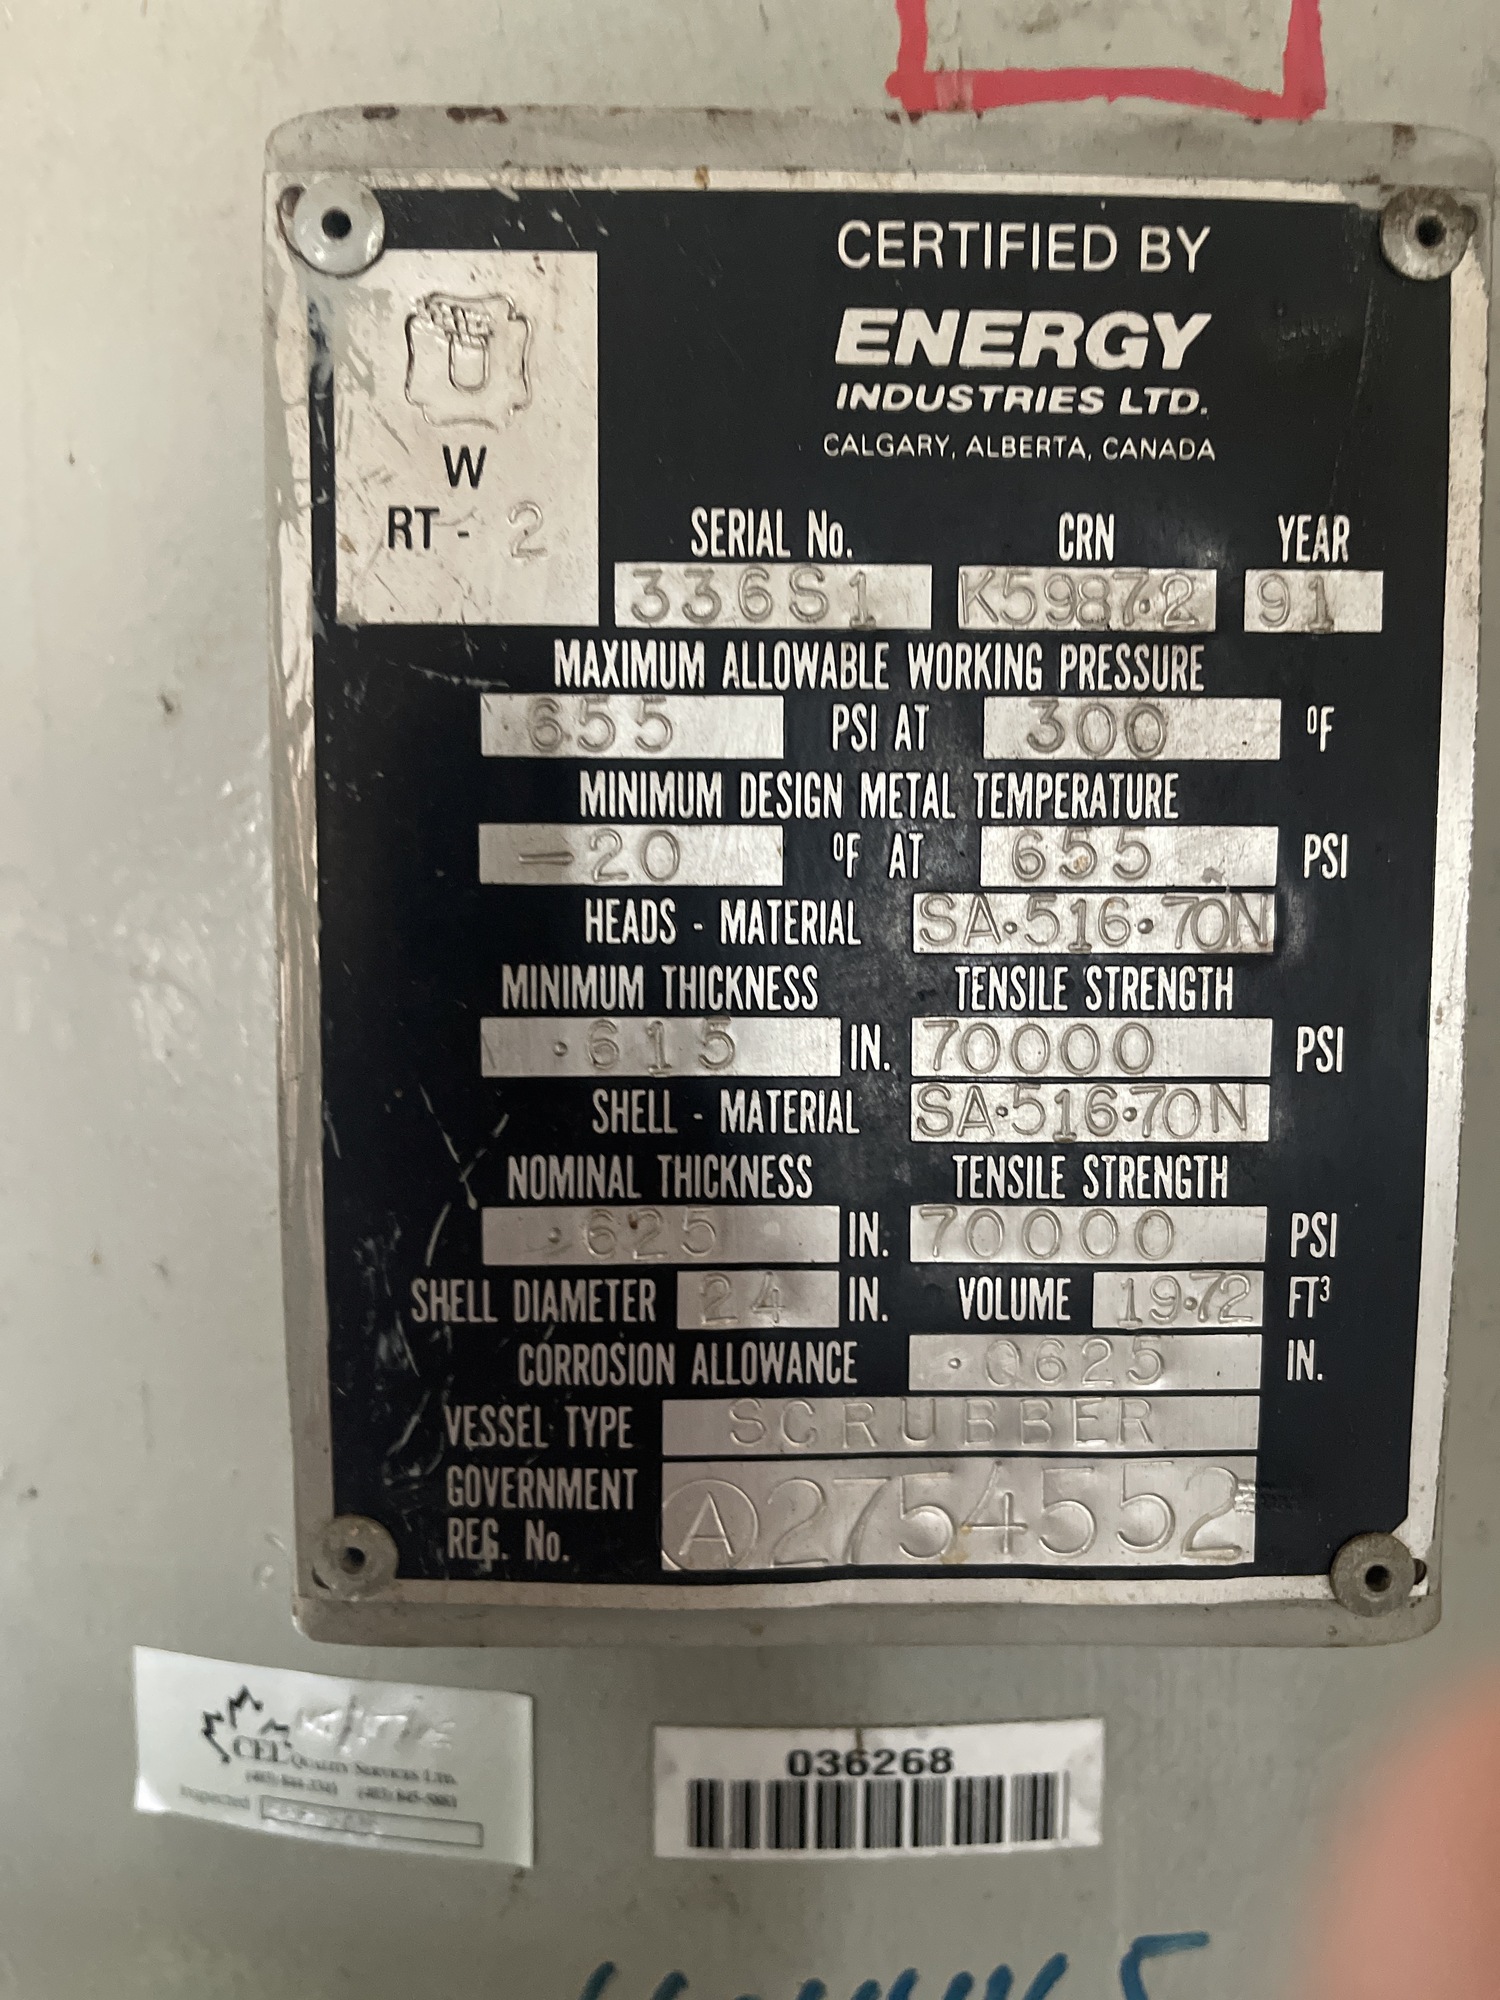 CERTIFIED BY
ENERGY
INDUSTRIES LTD.
CALGARY, ALBERTA, CANADA
U
W
RT - 2
SERIAL No. CRN YEAR
336S1 K5987.2 91
MAXIMUM ALLOWABLE WORKING PRESSURE
655 PSI AT 300 °F
MINIMUM DESIGN METAL TEMPERATURE
-20 °F AT 655 PSI
HEADS - MATERIAL SA·516·70N
MINIMUM THICKNESS TENSILE STRENGTH
.615 IN. 70000 PSI
SHELL - MATERIAL SA·516·70N
NOMINAL THICKNESS TENSILE STRENGTH
.625 IN. 70000 PSI
SHELL DIAMETER 24 IN. VOLUME 19.72 FT³
CORROSION ALLOWANCE .0625 IN.
VESSEL TYPE SCRUBBER
GOVERNMENT
REG. No. A2754552
CEL QUALITY SERVICES LTD.
Inspected
036268